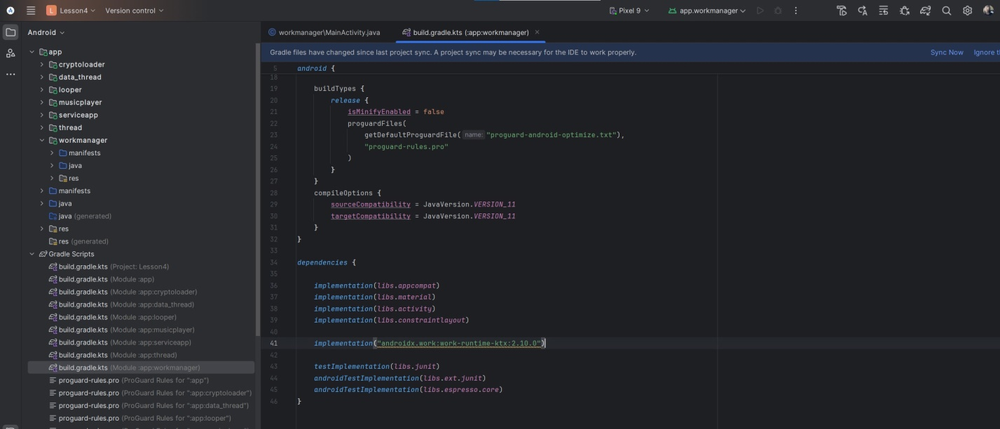 L Lesson4 Version control Pixel 9 app.workmanager
Android
workmanager\MainActivity.java build.gradle.kts (:app:workmanager)
Gradle files have changed since last project sync. A project sync may be necessary for the IDE to work properly. Sync Now Ignore
app
cryptoloader
data_thread
looper
musicplayer
serviceapp
thread
workmanager
manifests
java
res
manifests
java
java (generated)
res
res (generated)
Gradle Scripts
build.gradle.kts (Project: Lesson4)
build.gradle.kts (Module :app)
build.gradle.kts (Module :app:cryptoloader)
build.gradle.kts (Module :app:data_thread)
build.gradle.kts (Module :app:looper)
build.gradle.kts (Module :app:musicplayer)
build.gradle.kts (Module :app:serviceapp)
build.gradle.kts (Module :app:thread)
build.gradle.kts (Module :app:workmanager)
proguard-rules.pro (ProGuard Rules for ":app")
proguard-rules.pro (ProGuard Rules for ":app:cryptoloader")
proguard-rules.pro (ProGuard Rules for ":app:data_thread")
proguard-rules.pro (ProGuard Rules for ":app:looper")
5 android {
18
19 buildTypes {
20 release {
21 isMinifyEnabled = false
22 proguardFiles(
23 getDefaultProguardFile( name: "proguard-android-optimize.txt"),
24 "proguard-rules.pro"
25 )
26 }
27 }
28 compileOptions {
29 sourceCompatibility = JavaVersion.VERSION_11
30 targetCompatibility = JavaVersion.VERSION_11
31 }
32 }
33
34 dependencies {
35
36 implementation(libs.appcompat)
37 implementation(libs.material)
38 implementation(libs.activity)
39 implementation(libs.constraintlayout)
40
41 implementation("androidx.work:work-runtime-ktx:2.10.0")
42
43 testImplementation(libs.junit)
44 androidTestImplementation(libs.ext.junit)
45 androidTestImplementation(libs.espresso.core)
46 }